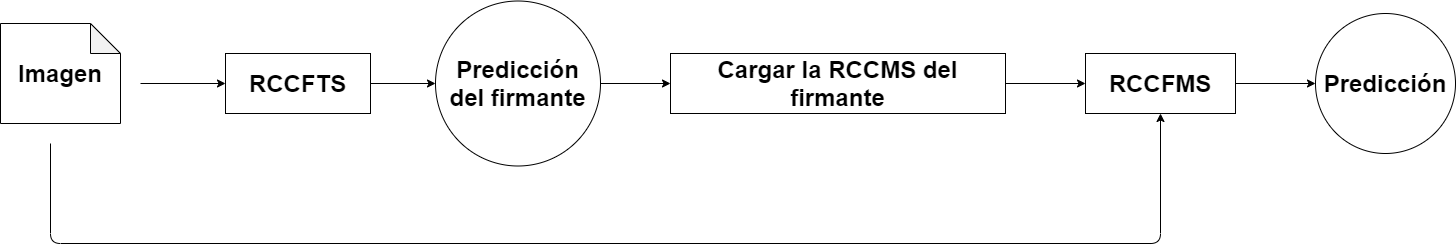 Imagen
RCCFTS
Predicción
del firmante
Cargar la RCCMS del
firmante
RCCFMS
Predicción